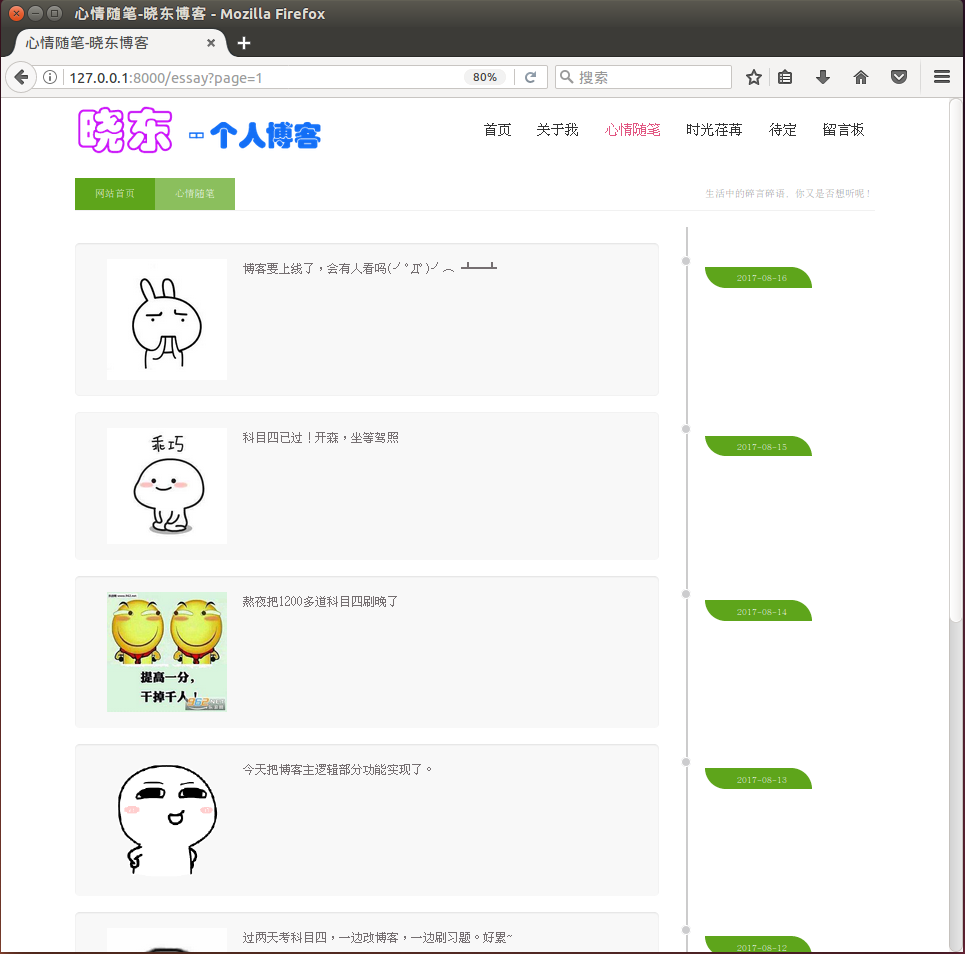 心情随笔-晓东博客 - Mozilla Firefox
心情随笔-晓东博客
127.0.0.1:8000/essay?page=1
80%
搜索
晓东 -- 个人博客
首页 关于我 心情随笔 时光荏苒 待定 留言板
网站首页 心情随笔
生活中的碎言碎语，你又是否想听呢！
博客要上线了，会有人看吗(╯°Д°)╯︵ ┻━┻
2017-08-16
乖巧
科目四已过！开森，坐等驾照
2017-08-15
熬夜把1200多道科目四刷晚了
2017-08-14
提高一分，
干掉千人！
今天把博客主逻辑部分功能实现了。
2017-08-13
过两天考科目四，一边改博客，一边刷习题。好累~
2017-08-12